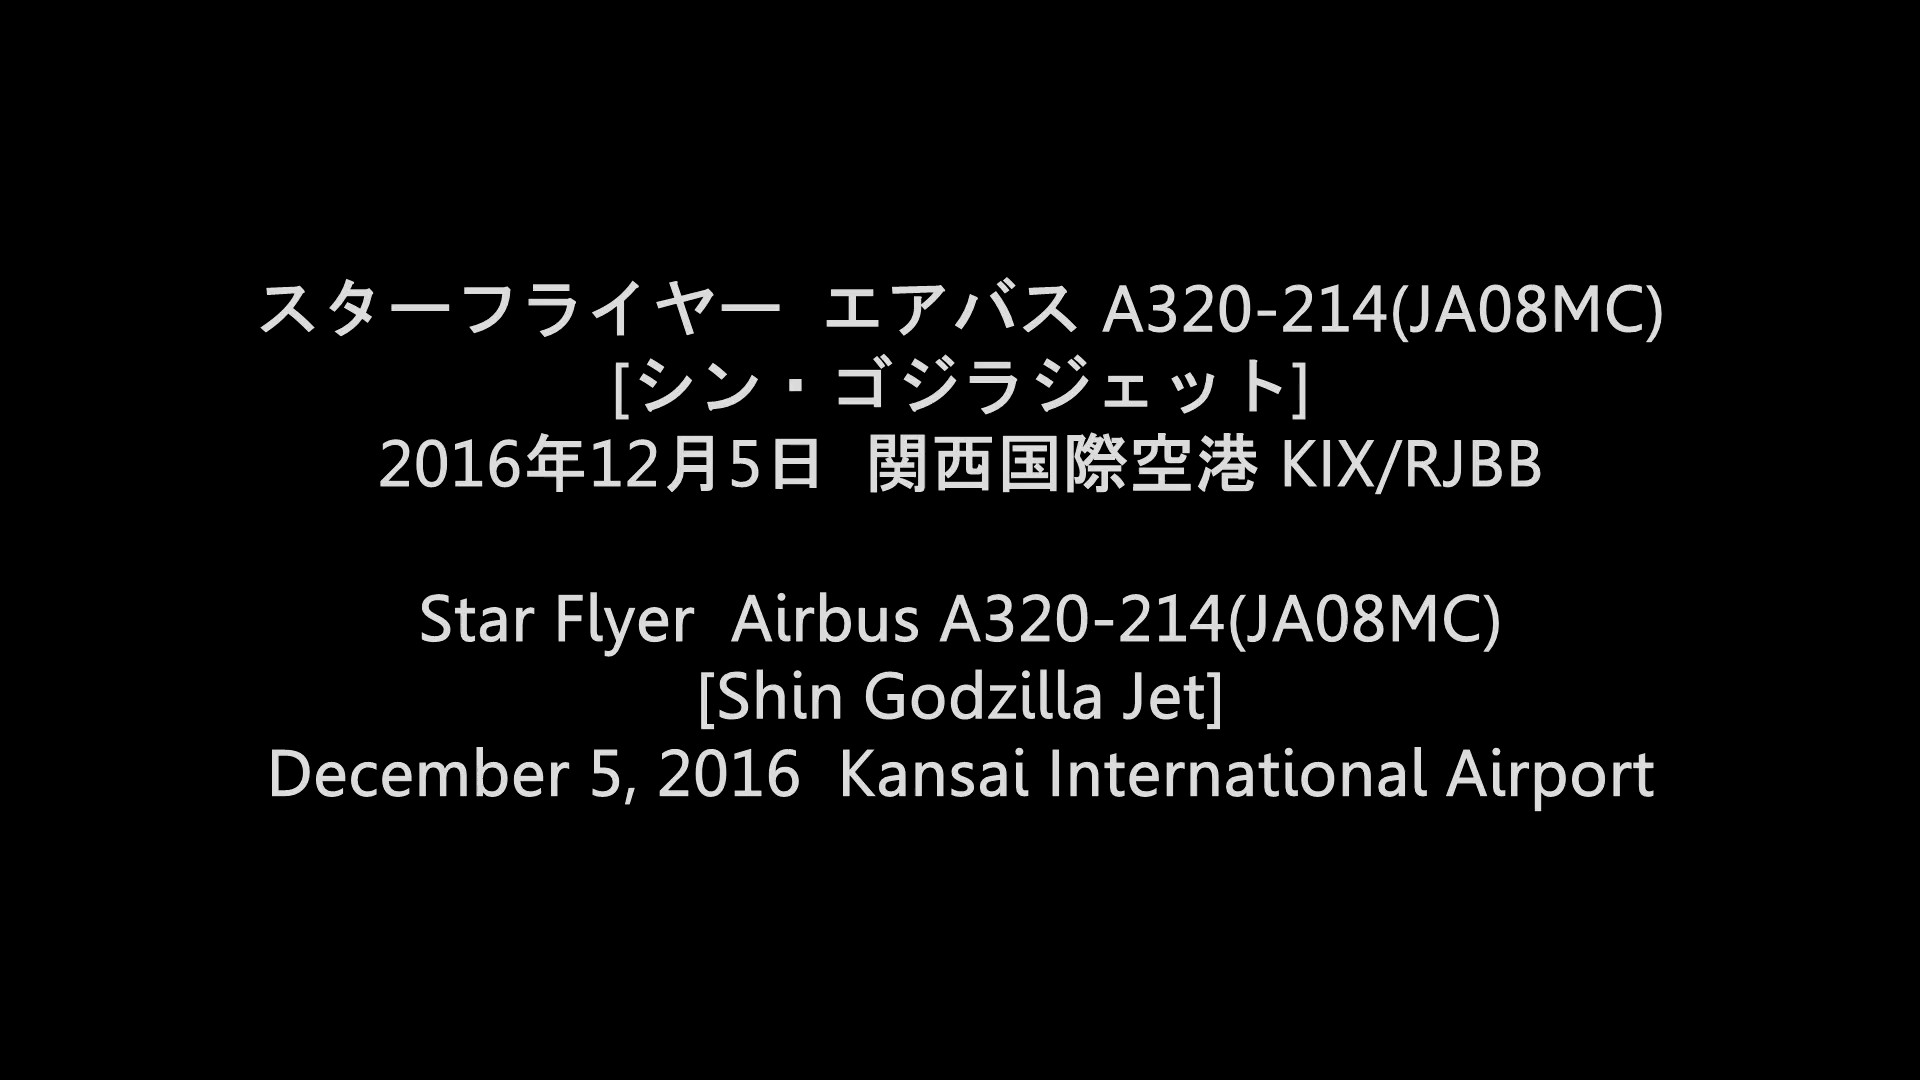 スターフライヤー　エアバス A320-214(JA08MC)
[シン・ゴジラジェット]
2016年12月5日　関西国際空港 KIX/RJBB
Star Flyer  Airbus A320-214(JA08MC)
[Shin Godzilla Jet]
December 5, 2016  Kansai International Airport